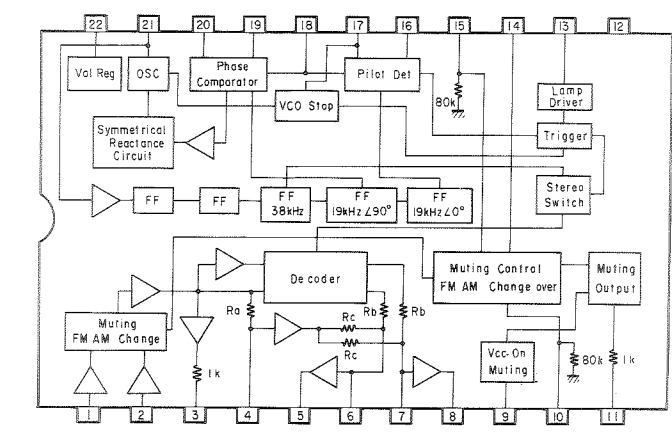 22 21 20 19 18 17 16 15 14 13 12
Val Reg
OSC
Phase
Comparator
Pilot Det
VCO Stop
80k
Lamp
Driver
Trigger
Symmetrical
Reactance
Circuit
Stereo
Switch
FF
FF
FF
38kHz
FF
19kHz∠90°
FF
19kHz∠0°
Decoder
Muting Control
FM AM Change over
Muting
Output
Ra
Rc
Rc
Rb
Rb
Muting
FM AM Change
1k
Vcc-On
Muting
80k
1k
1 2 3 4 5 6 7 8 9 10 11